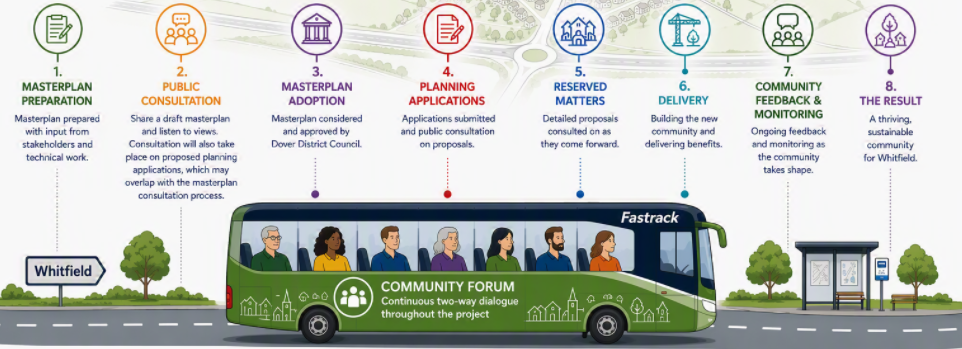 1.
MASTERPLAN
PREPARATION
Masterplan prepared
with input from
stakeholders and
technical work.
2.
PUBLIC
CONSULTATION
Share a draft masterplan
and listen to views.
Consultation will also take
place on proposed planning
applications, which may
overlap with the masterplan
consultation process.
3.
MASTERPLAN
ADOPTION
Masterplan considered
and approved by
Dover District Council.
4.
PLANNING
APPLICATIONS
Applications submitted
and public consultation
on proposals.
5.
RESERVED
MATTERS
Detailed proposals
consulted on as
they come forward.
6.
DELIVERY
Building the new
community and
delivering benefits.
7.
COMMUNITY
FEEDBACK &
MONITORING
Ongoing feedback
and monitoring as
the community
takes shape.
8.
THE RESULT
A thriving,
sustainable
community
for Whitfield.
Whitfield
Fastrack
COMMUNITY FORUM
Continuous two-way dialogue
throughout the project